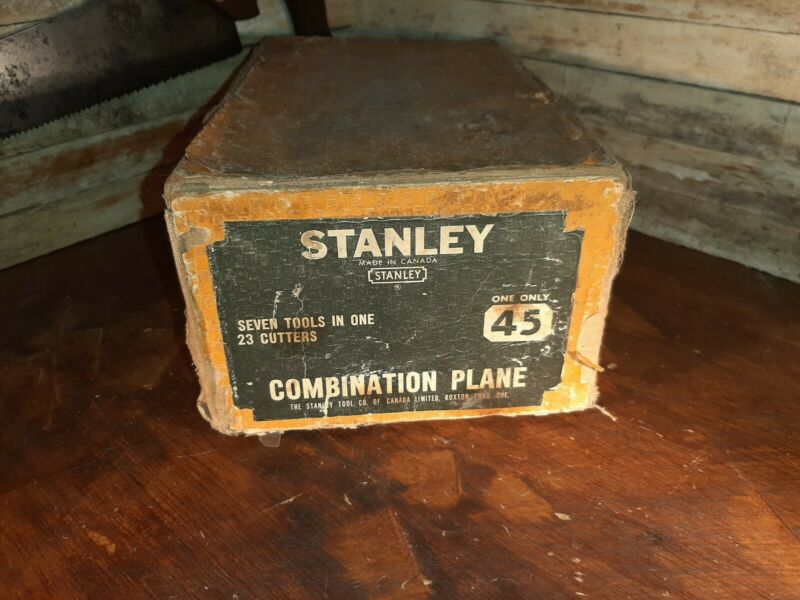 STANLEY
MADE IN CANADA
STANLEY
®
ONE ONLY
45
SEVEN TOOLS IN ONE
23 CUTTERS
COMBINATION PLANE
THE STANLEY TOOL CO. OF CANADA LIMITED, ROXTON POND, QUE.